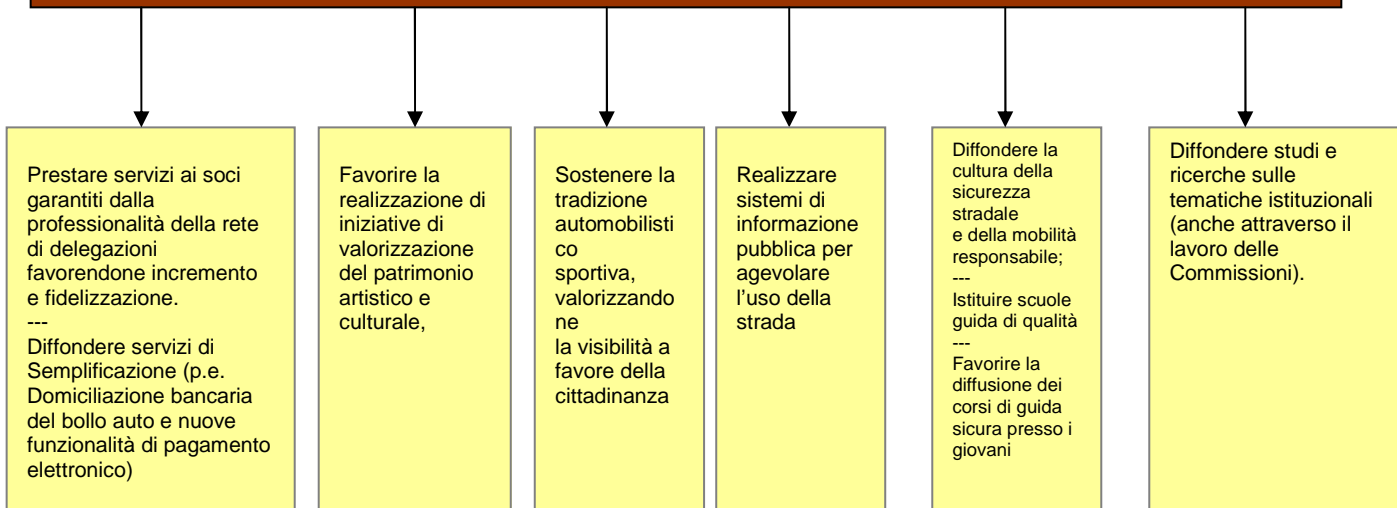 Prestare servizi ai soci
garantiti dalla
professionalità della rete
di delegazioni
favorendone incremento
e fidelizzazione.
---
Diffondere servizi di
Semplificazione (p.e.
Domiciliazione bancaria
del bollo auto e nuove
funzionalità di pagamento
elettronico)
Favorire la
realizzazione di
iniziative di
valorizzazione
del patrimonio
artistico e
culturale,
Sostenere la
tradizione
automobilisti
co
sportiva,
valorizzando
ne
la visibilità a
favore della
cittadinanza
Realizzare
sistemi di
informazione
pubblica per
agevolare
l'uso della
strada
Diffondere la
cultura della
sicurezza
stradale
e della mobilità
responsabile;
---
Istituire scuole
guida di qualità
---
Favorire la
diffusione dei
corsi di guida
sicura presso i
giovani
Diffondere studi e
ricerche sulle
tematiche istituzionali
(anche attraverso il
lavoro delle
Commissioni).